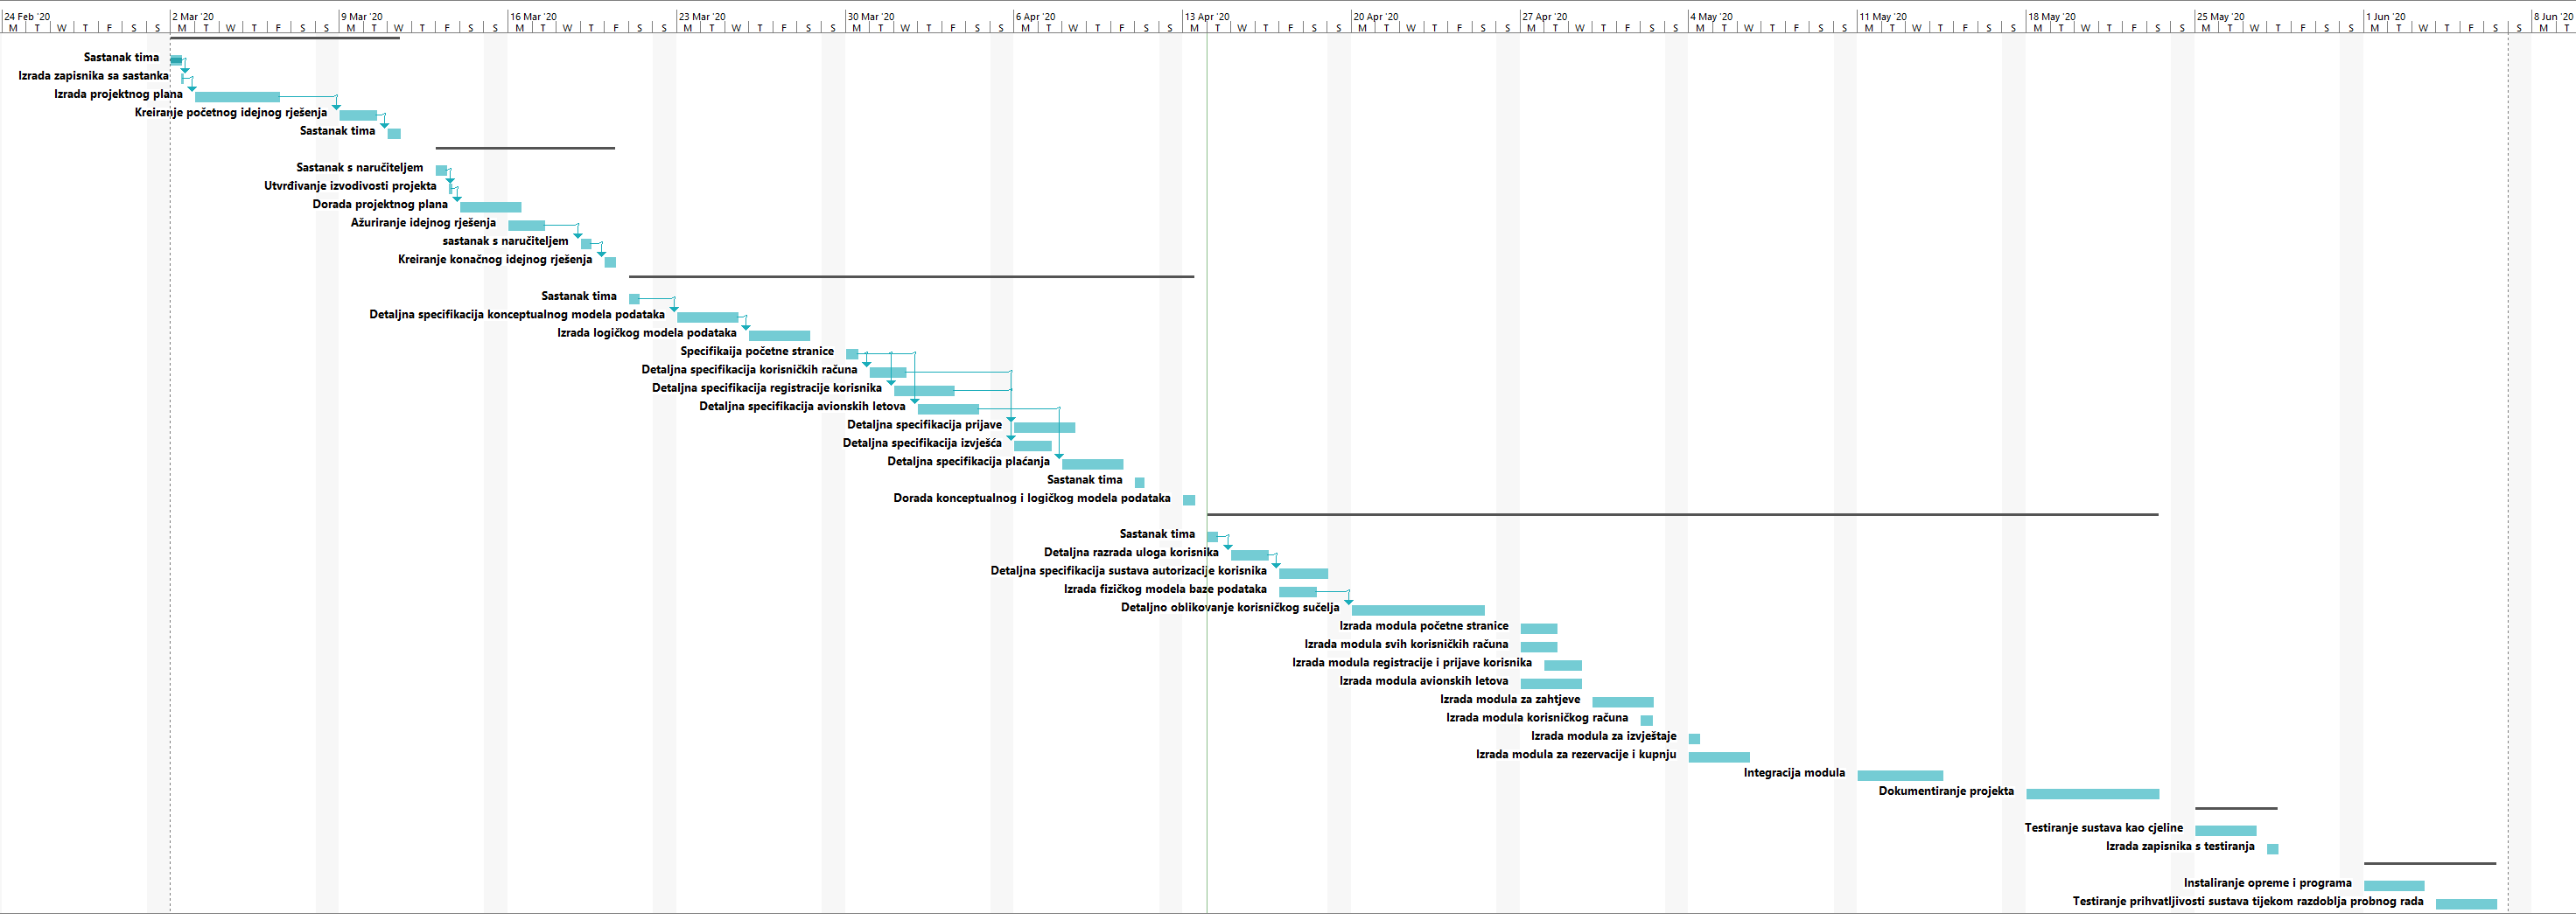 24 Feb '20 2 Mar '20 9 Mar '20 16 Mar '20 23 Mar '20 30 Mar '20 6 Apr '20 13 Apr '20 20 Apr '20 27 Apr '20 4 May '20 11 May '20 18 May '20 25 May '20 1 Jun '20 8 Jun '20
M T W T F S S M T W T F S S M T W T F S S M T W T F S S M T W T F S S M T W T F S S M T W T F S S M T W T F S S M T W T F S S M T W T F S S M T W T F S S M T W T F S S M T W T F S S M T W T F S S M T W T F S S M T
Sastanak tima
Izrada zapisnika sa sastanka
Izrada projektnog plana
Kreiranje početnog idejnog rješenja
Sastanak tima
Sastanak s naručiteljem
Utvrđivanje izvodivosti projekta
Dorada projektnog plana
Ažuriranje idejnog rješenja
sastanak s naručiteljem
Kreiranje konačnog idejnog rješenja
Sastanak tima
Detaljna specifikacija konceptualnog modela podataka
Izrada logičkog modela podataka
Specifikaija početne stranice
Detaljna specifikacija korisničkih računa
Detaljna specifikacija registracije korisnika
Detaljna specifikacija avionskih letova
Detaljna specifikacija prijave
Detaljna specifikacija izvješća
Detaljna specifikacija plaćanja
Sastanak tima
Dorada konceptualnog i logičkog modela podataka
Sastanak tima
Detaljna razrada uloga korisnika
Detaljna specifikacija sustava autorizacije korisnika
Izrada fizičkog modela baze podataka
Detaljno oblikovanje korisničkog sučelja
Izrada modula početne stranice
Izrada modula svih korisničkih računa
Izrada modula registracije i prijave korisnika
Izrada modula avionskih letova
Izrada modula za zahtjeve
Izrada modula korisničkog računa
Izrada modula za izvještaje
Izrada modula za rezervacije i kupnju
Integracija modula
Dokumentiranje projekta
Testiranje sustava kao cjeline
Izrada zapisnika s testiranja
Instaliranje opreme i programa
Testiranje prihvatljivosti sustava tijekom razdoblja probnog rada